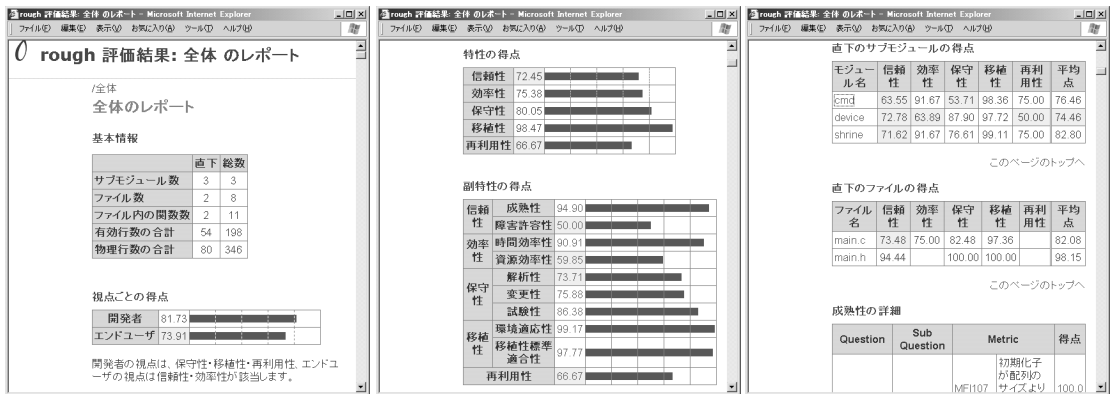 rough 評価結果: 全体 のレポート - Microsoft Internet Explorer
ファイル(F) 編集(E) 表示(V) お気に入り(A) ツール(T) ヘルプ(H)
rough 評価結果: 全体 のレポート
/全体
全体のレポート
基本情報
直下 総数
サブモジュール数 3 3
ファイル数 2 8
ファイル内の関数数 2 11
有効行数の合計 54 198
物理行数の合計 80 346
視点ごとの得点
開発者 81.73
エンドユーザ 73.91
開発者の視点は、保守性・移植性・再利用性、エンドユ
ーザの視点は信頼性・効率性が該当します。
rough 評価結果: 全体 のレポート - Microsoft Internet Explorer
ファイル(F) 編集(E) 表示(V) お気に入り(A) ツール(T) ヘルプ(H)
特性の得点
信頼性 72.45
効率性 75.38
保守性 80.05
移植性 98.47
再利用性 66.67
副特性の得点
信頼性 成熟性 94.90
障害許容性 50.00
効率性 時間効率性 90.91
資源効率性 59.85
保守性 解析性 73.71
変更性 75.88
試験性 86.38
移植性 環境適応性 99.17
移植性標準
適合性 97.77
再利用性 66.67
rough 評価結果: 全体 のレポート - Microsoft Internet Explorer
ファイル(F) 編集(E) 表示(V) お気に入り(A) ツール(T) ヘルプ(H)
直下のサブモジュールの得点
モジュール名 信頼性 効率性 保守性 移植性 再利用性 平均点
cmd 63.55 91.67 53.71 98.36 75.00 76.46
device 72.78 63.89 87.90 97.72 50.00 74.46
shrine 71.62 91.67 76.61 99.11 75.00 82.80
このページのトップへ
直下のファイルの得点
ファイル名 信頼性 効率性 保守性 移植性 再利用性 平均点
main.c 73.48 75.00 82.48 97.36 82.08
main.h 94.44 100.00 100.00 98.15
このページのトップへ
成熟性の詳細
Question Sub Question Metric 得点
初期化子
が配列の
MFI107 サイズより 100.0